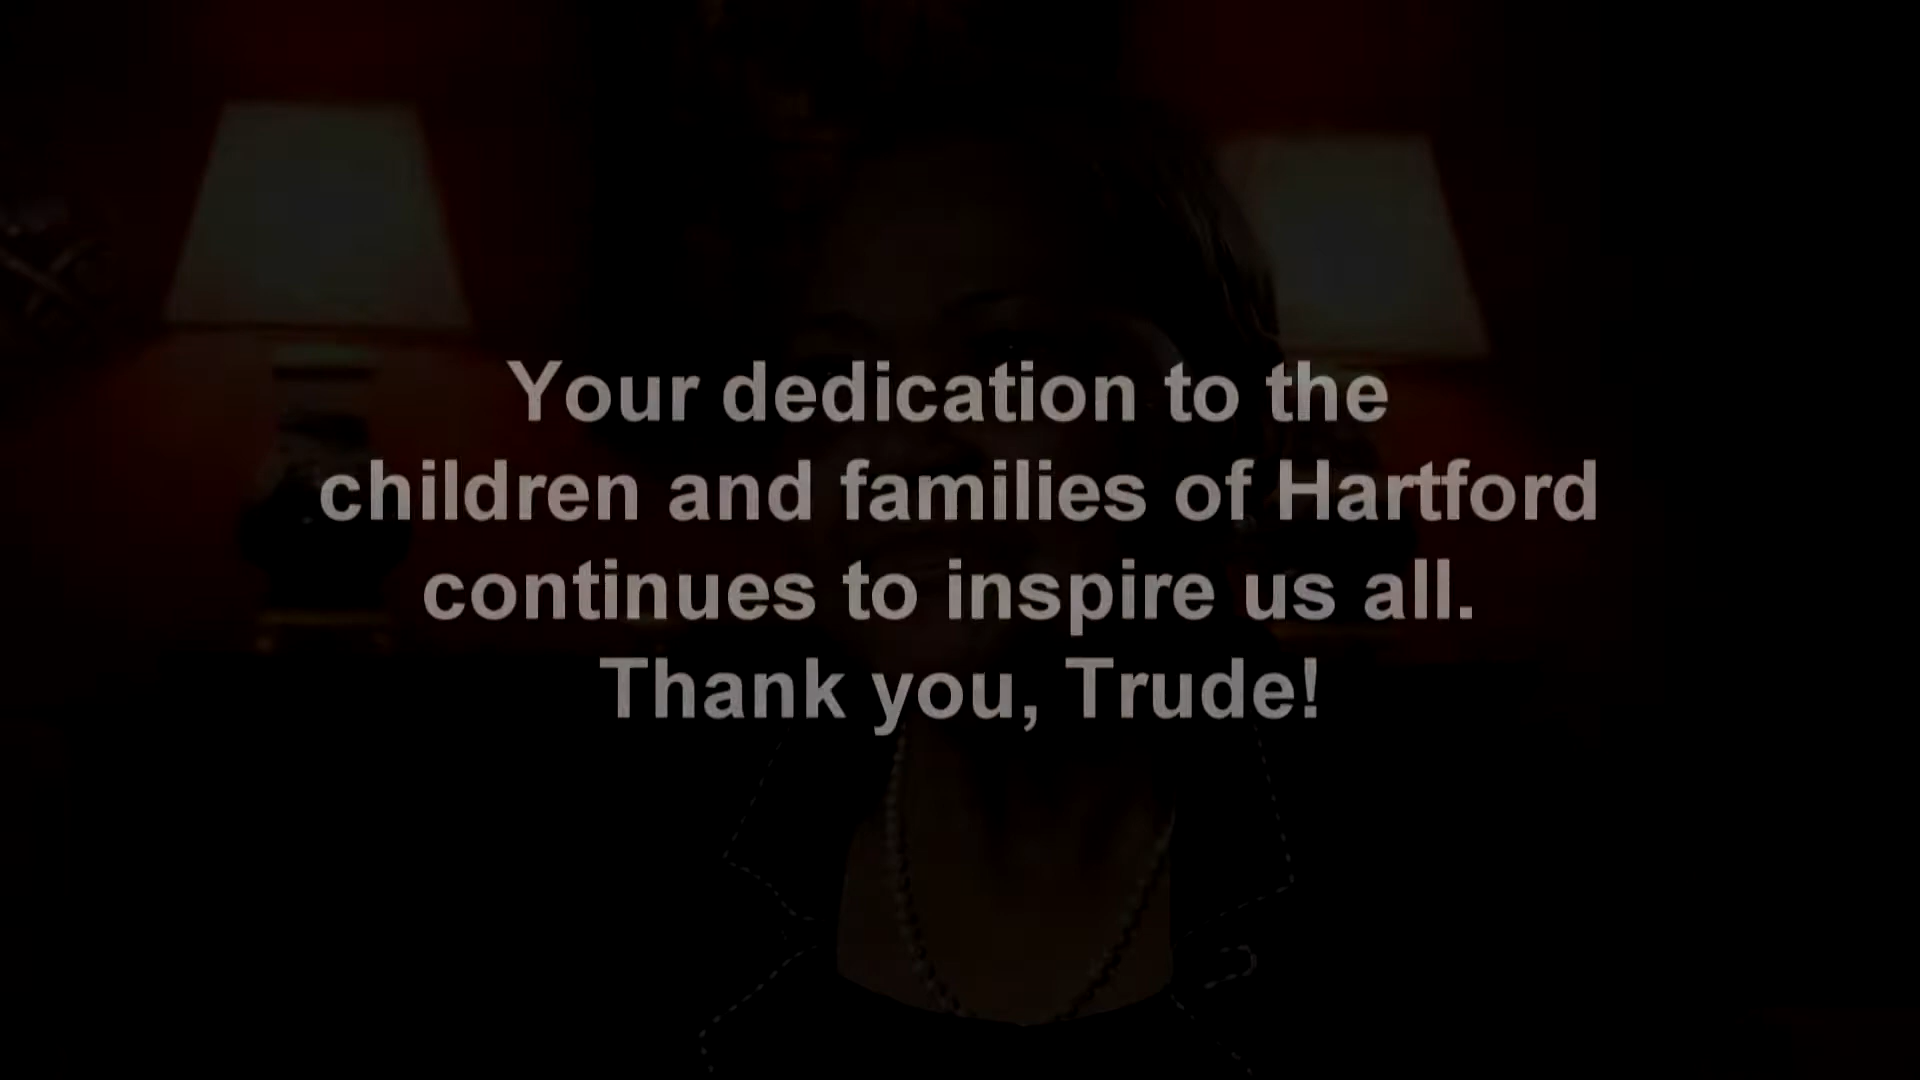 Your dedication to the
children and families of Hartford
continues to inspire us all.
Thank you, Trude!